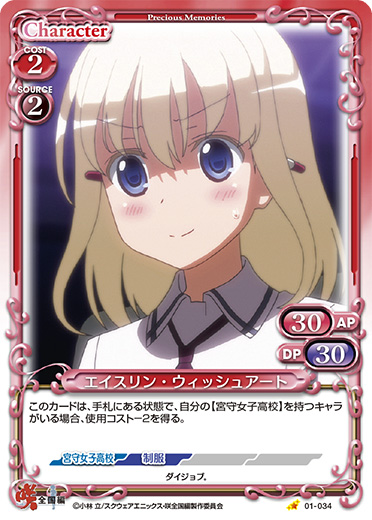 Precious Memories
Character
COST
2
SOURCE
2
30 AP
DP 30
エイスリン・ウィッシュアート
このカードは、手札にある状態で、自分の【宮守女子高校】を持つキャラ
がいる場合、使用コスト−2を得る。
宮守女子高校 制服
ダイジョブ。
咲 全国編
©小林 立/スクウェアエニックス・咲全国編製作委員会
01-034